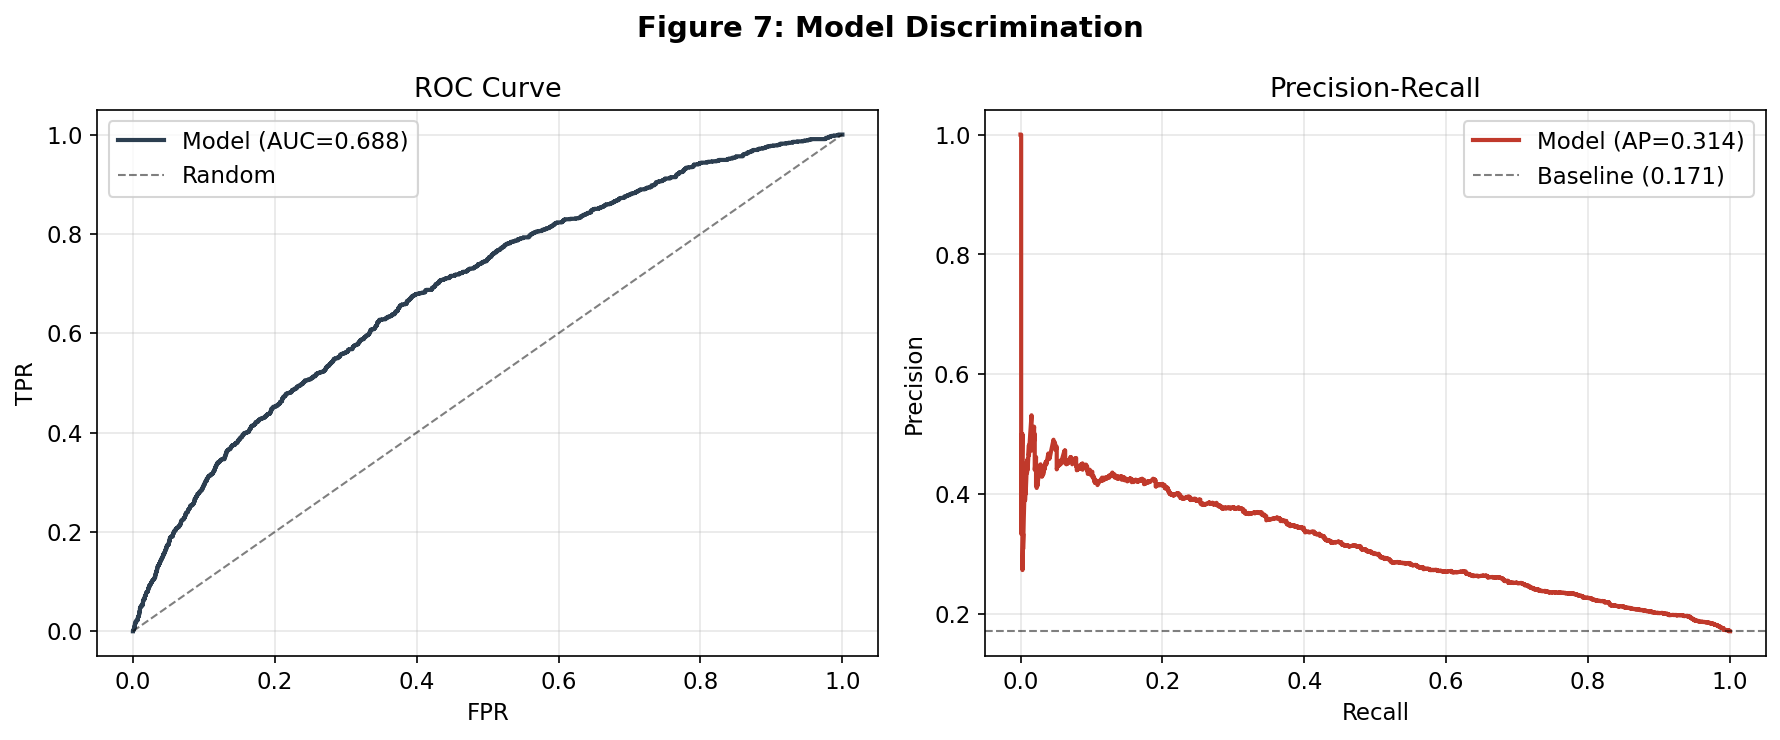 Figure 7: Model Discrimination
ROC Curve
Model (AUC=0.688)
Random
1.0
0.8
0.6
0.4
0.2
0.0
TPR
0.0 0.2 0.4 0.6 0.8 1.0
FPR
Precision-Recall
Model (AP=0.314)
Baseline (0.171)
1.0
0.8
0.6
0.4
0.2
Precision
0.0 0.2 0.4 0.6 0.8 1.0
Recall